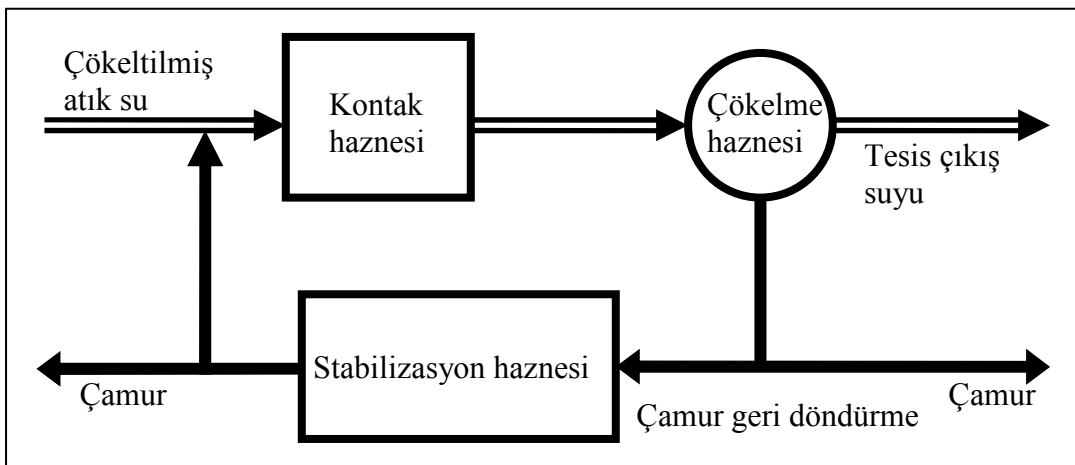 Çökeltilmiş
atık su
Kontak
haznesi
Çökelme
haznesi
Tesis çıkış
suyu
Stabilizasyon haznesi
Çamur
Çamur geri döndürme
Çamur